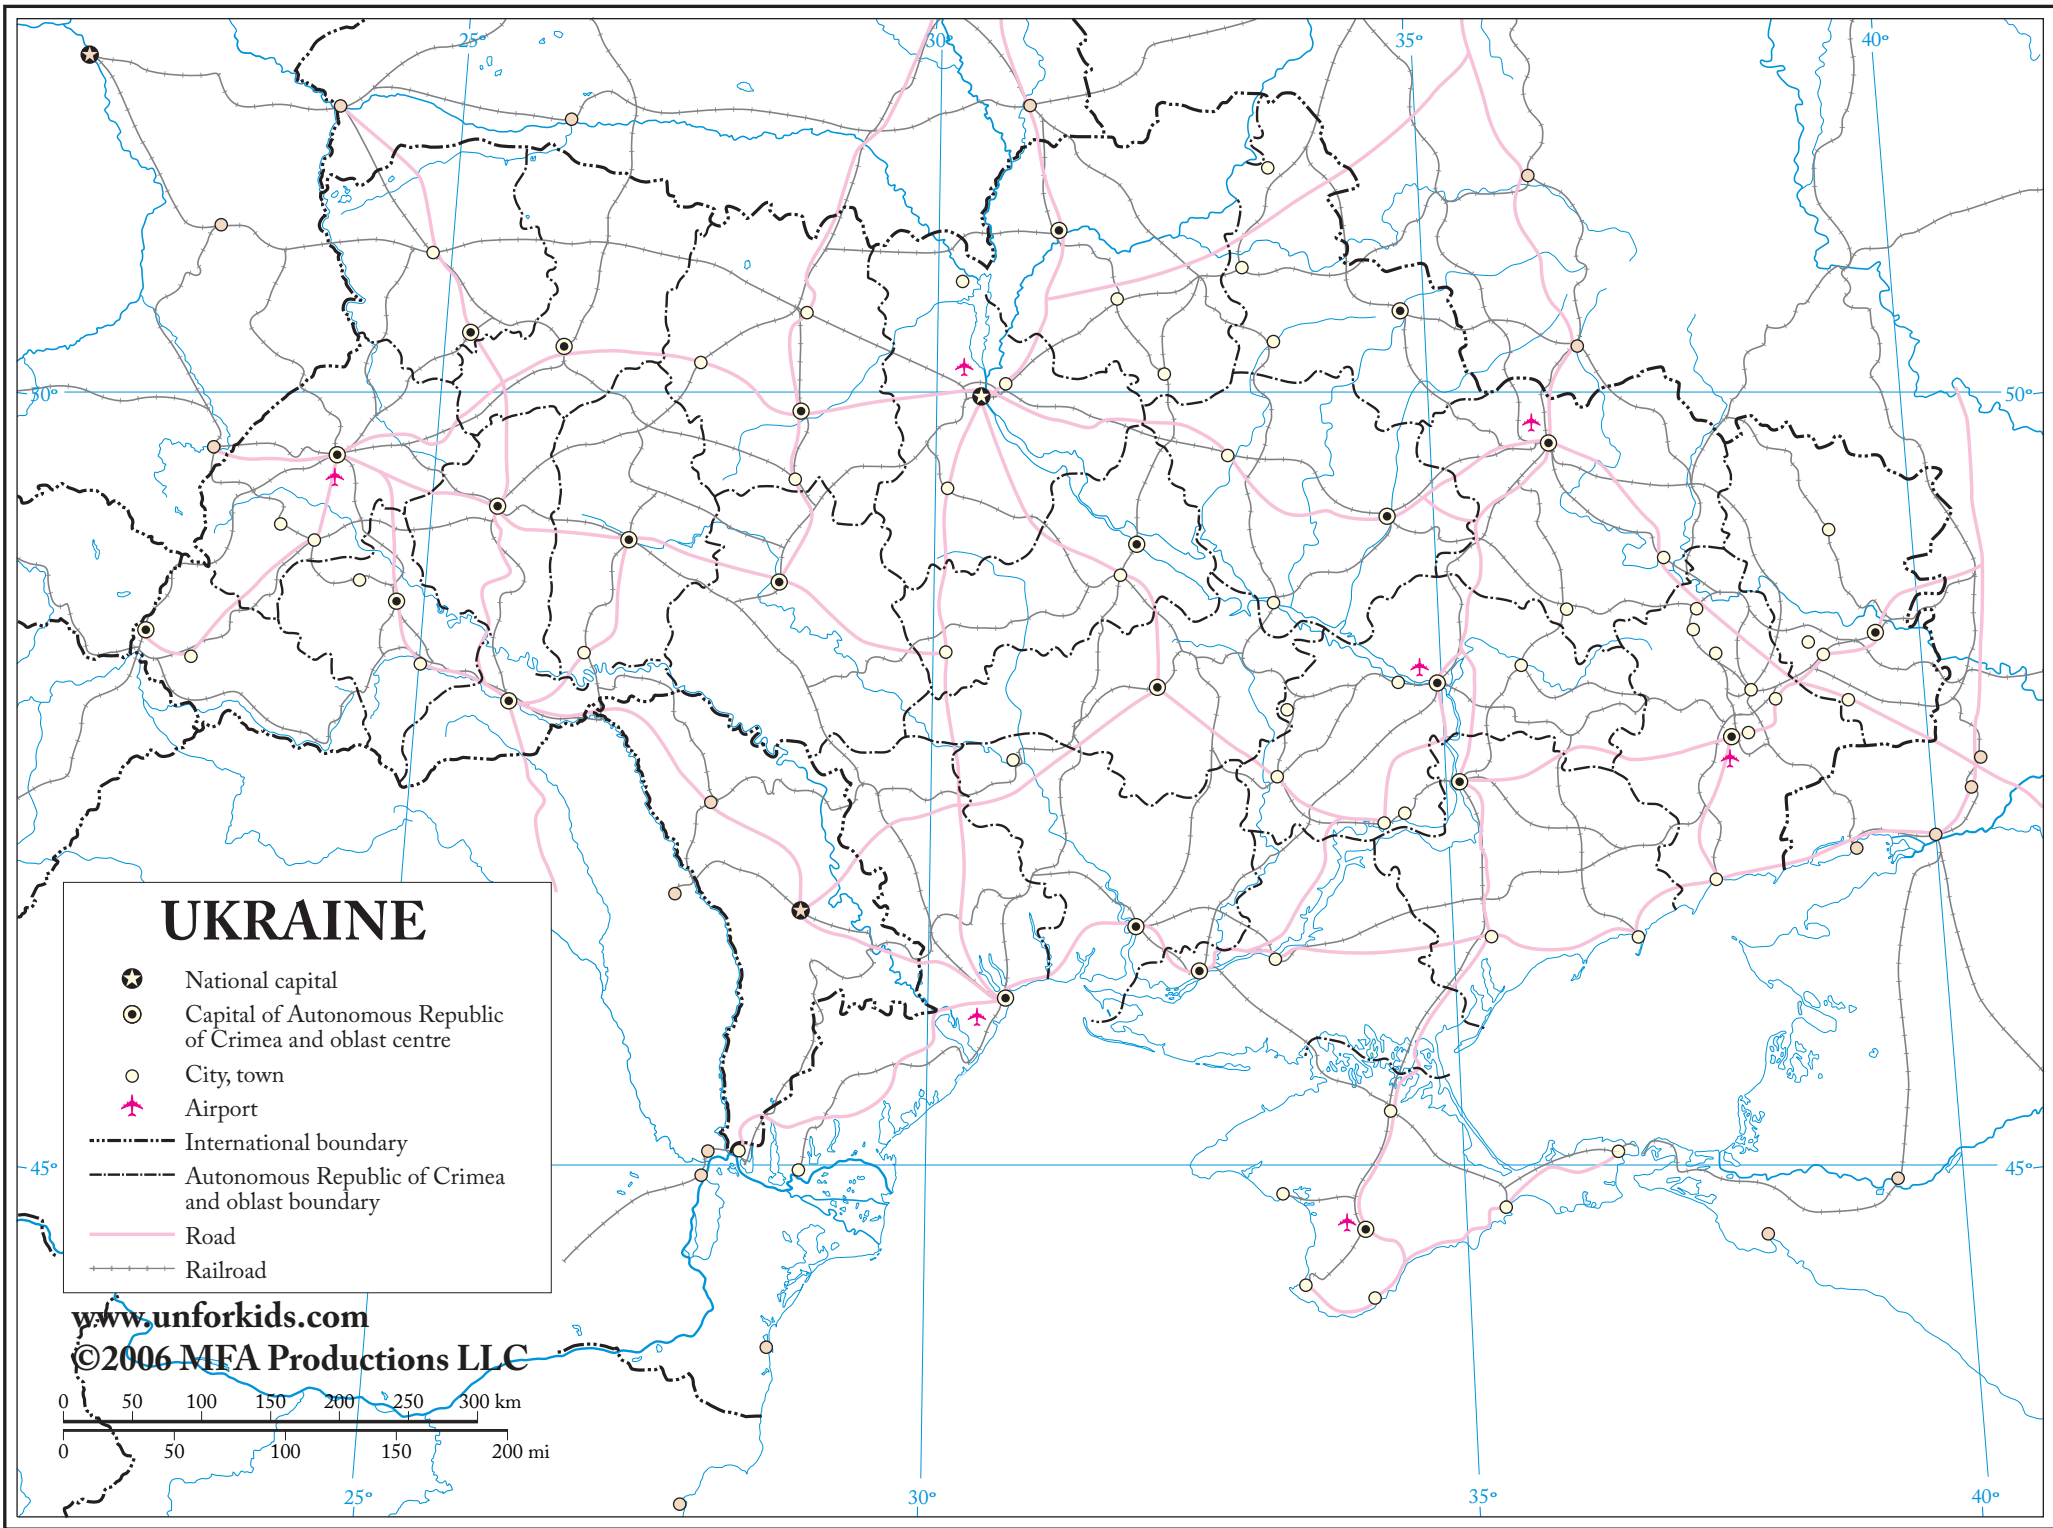 25° 30° 35° 40°
50° 50°
UKRAINE
National capital
Capital of Autonomous Republic
of Crimea and oblast centre
City, town
Airport
International boundary
Autonomous Republic of Crimea
and oblast boundary
Road
Railroad
45° 45°
www.unforkids.com
©2006 MFA Productions LLC
0 50 100 150 200 250 300 km
0 50 100 150 200 mi
25° 30° 35° 40°